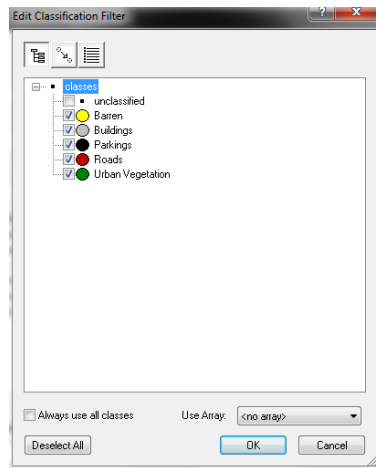 Edit Classification Filter
classes
unclassified
Barren
Buildings
Parkings
Roads
Urban Vegetation
Always use all classes Use Array: <no array>
Deselect All OK Cancel